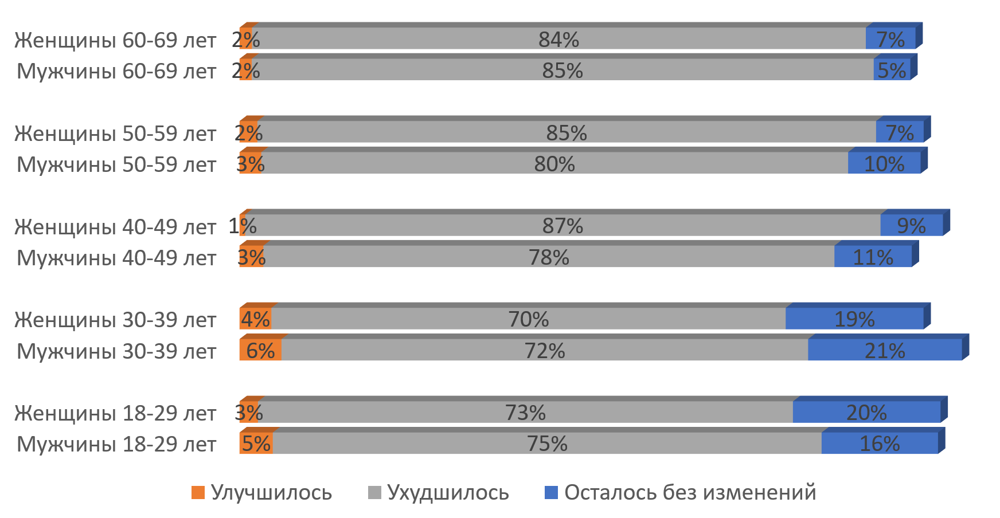 Женщины 60-69 лет 2% 84% 7%
Мужчины 60-69 лет 2% 85% 5%
Женщины 50-59 лет 2% 85% 7%
Мужчины 50-59 лет 3% 80% 10%
Женщины 40-49 лет 1% 87% 9%
Мужчины 40-49 лет 3% 78% 11%
Женщины 30-39 лет 4% 70% 19%
Мужчины 30-39 лет 6% 72% 21%
Женщины 18-29 лет 3% 73% 20%
Мужчины 18-29 лет 5% 75% 16%
Улучшилось Ухудшилось Осталось без изменений